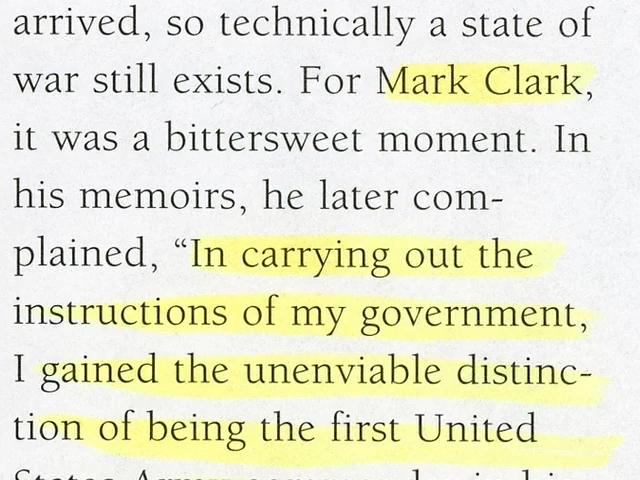 arrived, so technically a state of
war still exists. For Mark Clark,
it was a bittersweet moment. In
his memoirs, he later com-
plained, “In carrying out the
instructions of my government,
I gained the unenviable distinc-
tion of being the first United
States Army